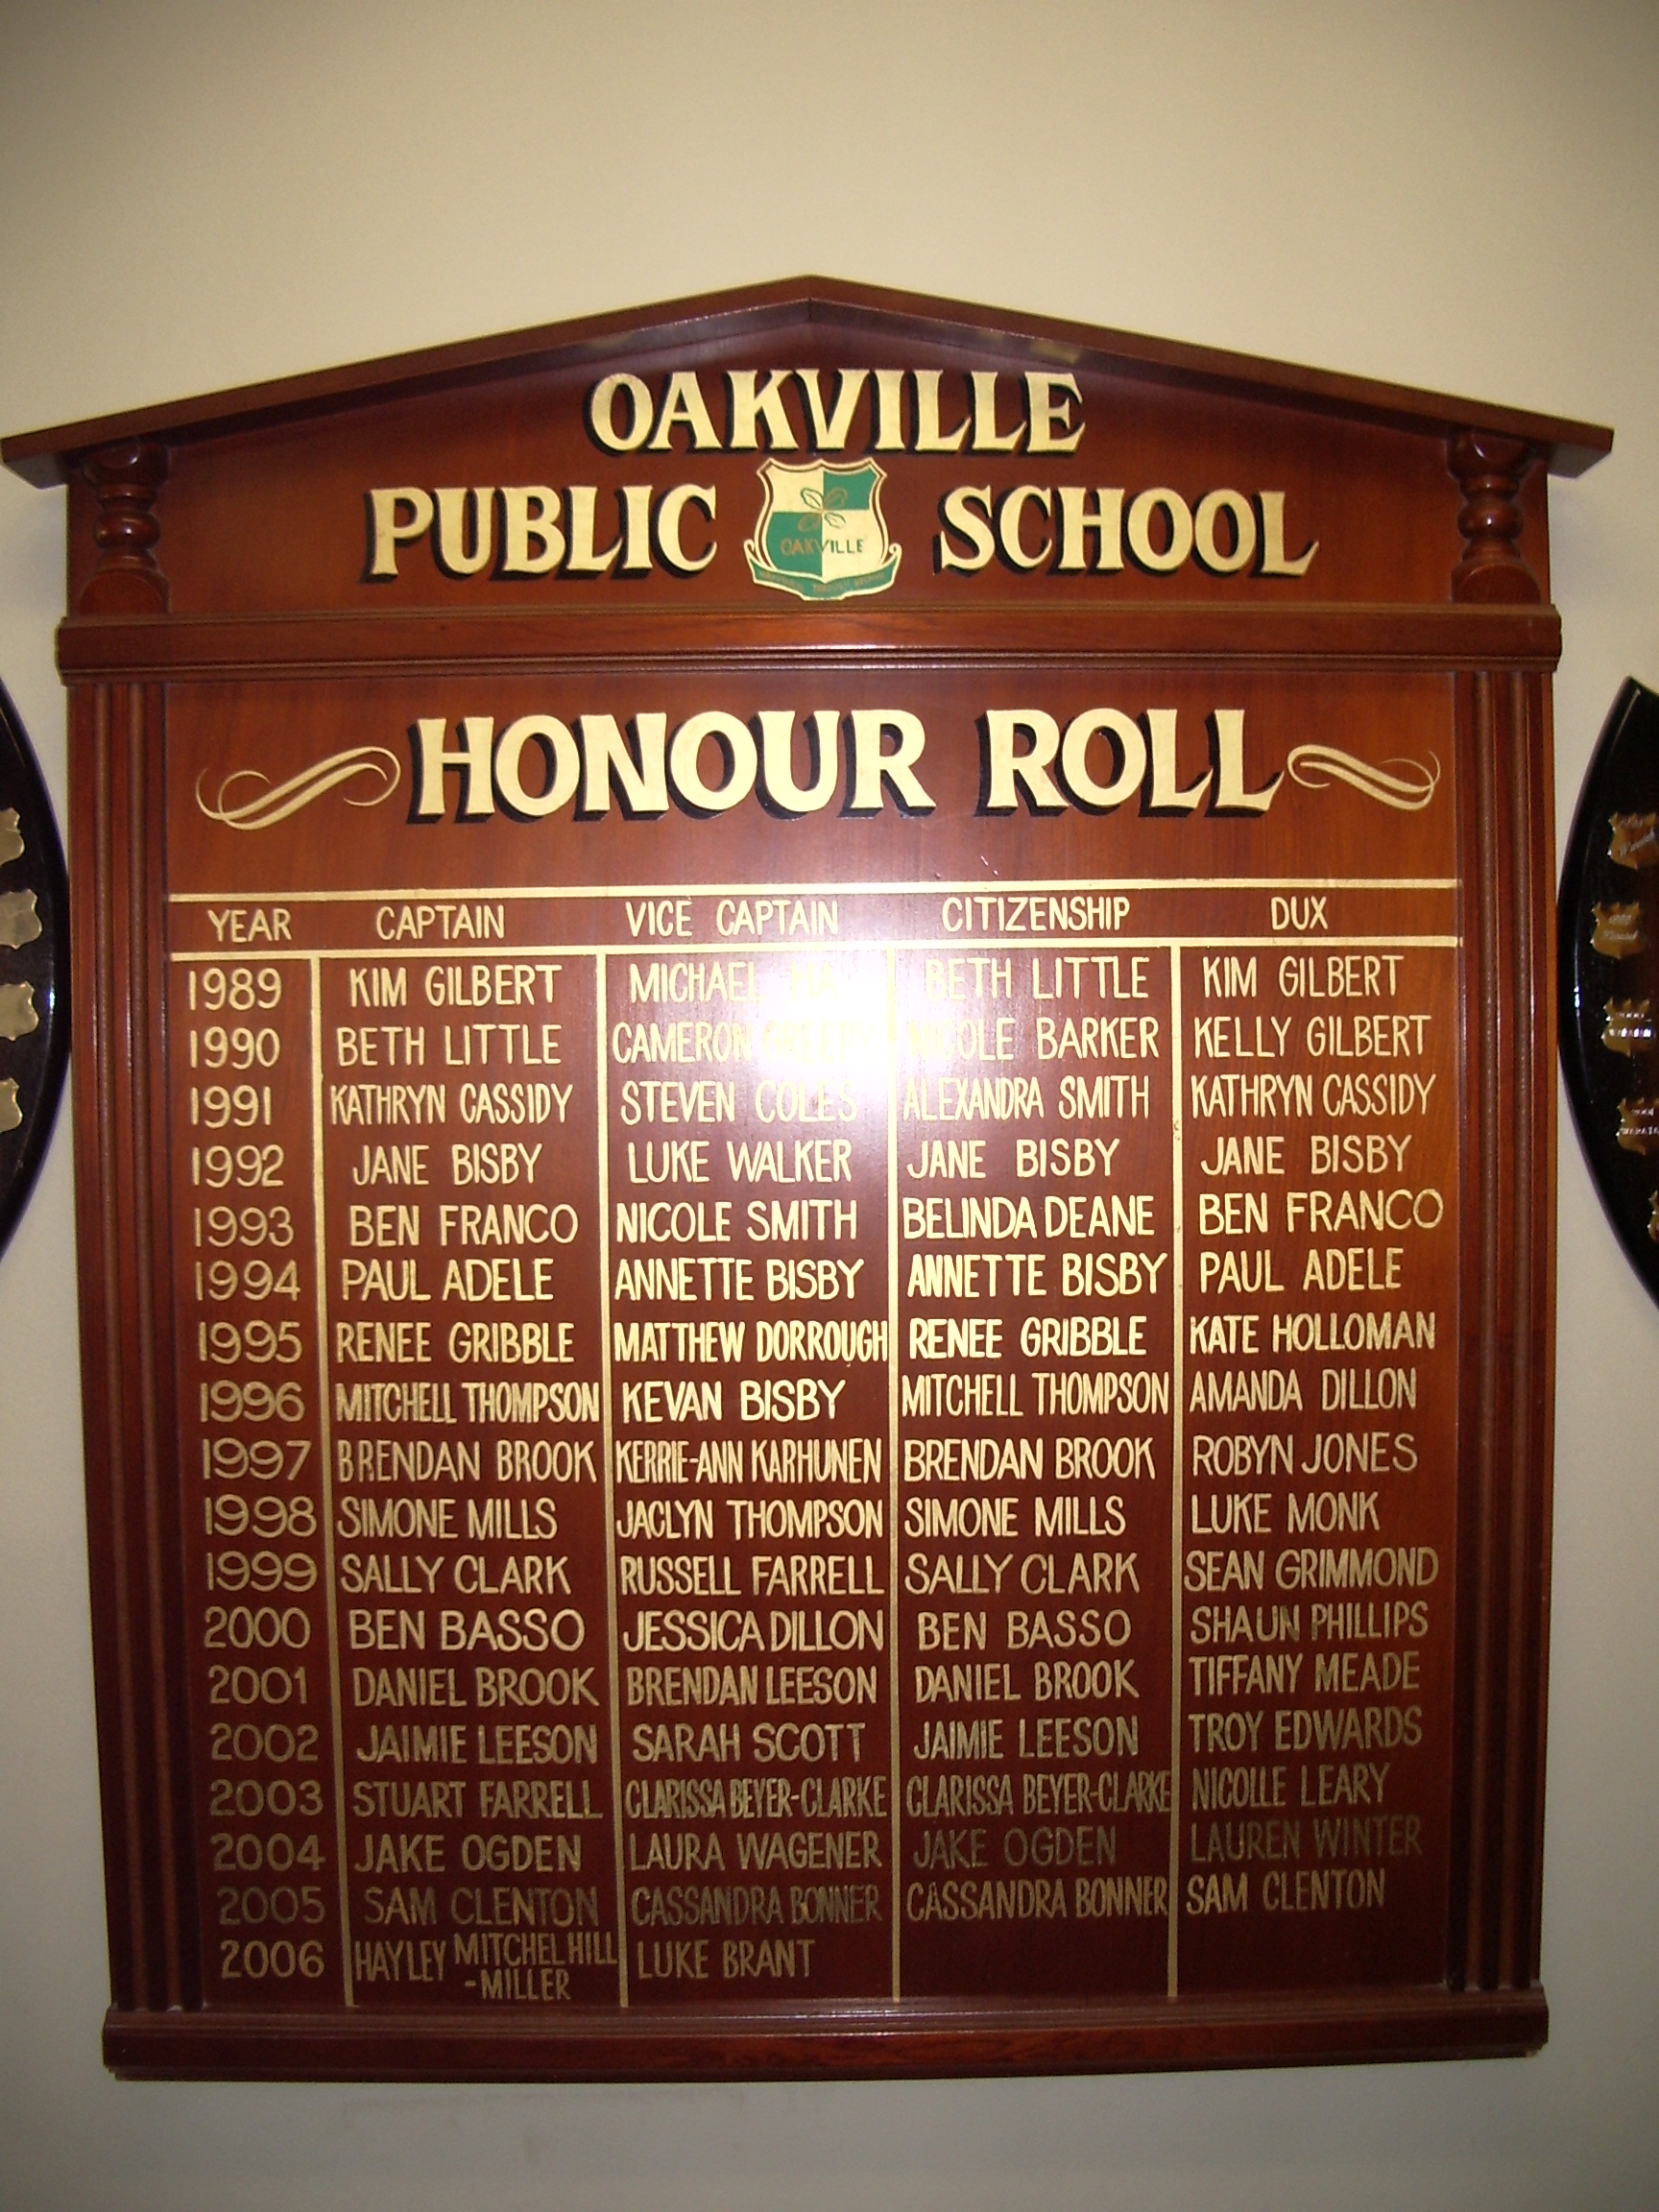 OAKVILLE
PUBLIC SCHOOL
OAKVILLE
HONOUR ROLL
YEAR CAPTAIN VICE CAPTAIN CITIZENSHIP DUX
1989 KIM GILBERT MICHAEL BETH LITTLE KIM GILBERT
1990 BETH LITTLE CAMERON NICOLE BARKER KELLY GILBERT
1991 KATHRYN CASSIDY STEVEN COLES ALEXANDRA SMITH KATHRYN CASSIDY
1992 JANE BISBY LUKE WALKER JANE BISBY JANE BISBY
1993 BEN FRANCO NICOLE SMITH BELINDA DEANE BEN FRANCO
1994 PAUL ADELE ANNETTE BISBY ANNETTE BISBY PAUL ADELE
1995 RENEE GRIBBLE MATTHEW DORROUGH RENEE GRIBBLE KATE HOLLOMAN
1996 MITCHELL THOMPSON KEVAN BISBY MITCHELL THOMPSON AMANDA DILLON
1997 BRENDAN BROOK KERRIE-ANN KARHUNEN BRENDAN BROOK ROBYN JONES
1998 SIMONE MILLS JACLYN THOMPSON SIMONE MILLS LUKE MONK
1999 SALLY CLARK RUSSELL FARRELL SALLY CLARK SEAN GRIMMOND
2000 BEN BASSO JESSICA DILLON BEN BASSO SHAUN PHILLIPS
2001 DANIEL BROOK BRENDAN LEESON DANIEL BROOK TIFFANY MEADE
2002 JAIMIE LEESON SARAH SCOTT JAIMIE LEESON TROY EDWARDS
2003 STUART FARRELL CLARISSA BEYER-CLARKE CLARISSA BEYER-CLARKE NICOLLE LEARY
2004 JAKE OGDEN LAURA WAGENER JAKE OGDEN LAUREN WINTER
2005 SAM CLENTON CASSANDRA BONNER CASSANDRA BONNER SAM CLENTON
2006 HAYLEY MITCHELHILL LUKE BRANT
-MILLER